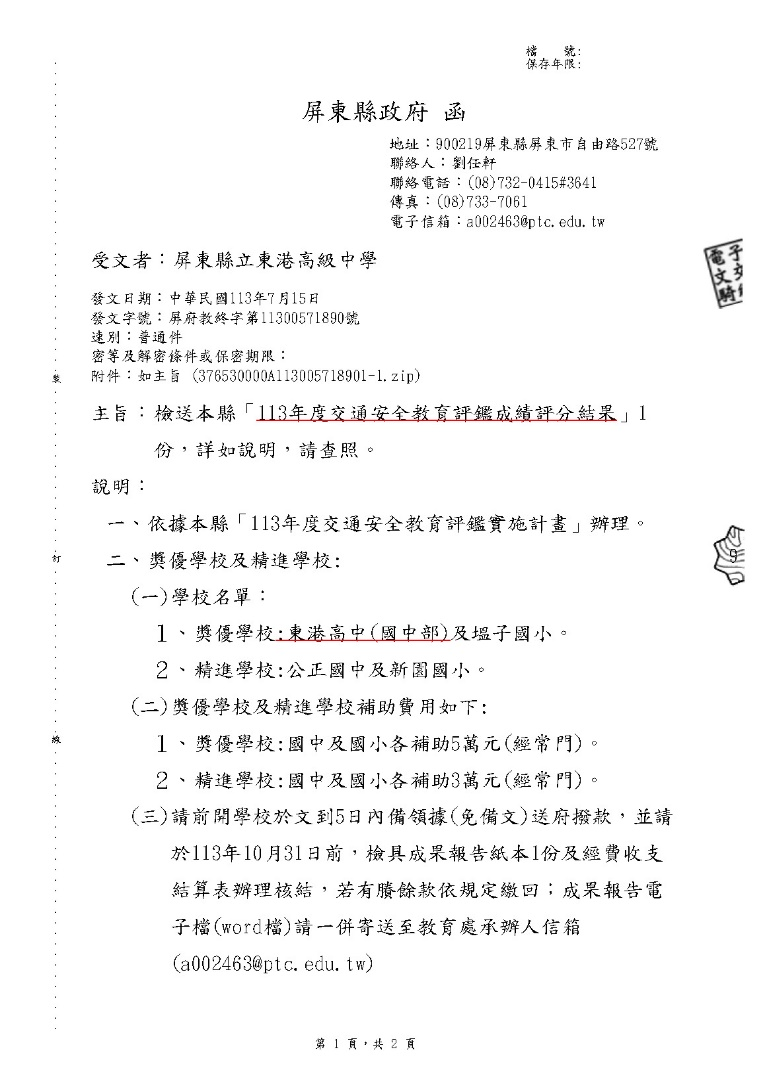 檔　　號:
保存年限:
屏東縣政府 函
地址：900219屏東縣屏東市自由路527號
聯絡人：劉任軒
聯絡電話：(08)732-0415#3641
傳真：(08)733-7061
電子信箱：a002463@ptc.edu.tw
受文者：屏東縣立東港高級中學
發文日期：中華民國113年7月15日
發文字號：屏府教終字第11300571890號
速別：普通件
密等及解密條件或保密期限：
附件：如主旨 (376530000A113005718901-1.zip)
主旨：檢送本縣「113年度交通安全教育評鑑成績評分結果」1
份，詳如說明，請查照。
說明：
一、依據本縣「113年度交通安全教育評鑑實施計畫」辦理。
二、獎優學校及精進學校:
(一)學校名單：
1、獎優學校:東港高中(國中部)及塭子國小。
2、精進學校:公正國中及新園國小。
(二)獎優學校及精進學校補助費用如下:
1、獎優學校:國中及國小各補助5萬元(經常門)。
2、精進學校:國中及國小各補助3萬元(經常門)。
(三)請前開學校於文到5日內備領據(免備文)送府撥款，並請
於113年10月31日前，檢具成果報告紙本1份及經費收支
結算表辦理核結，若有賸餘款依規定繳回；成果報告電
子檔(word檔)請一併寄送至教育處承辦人信箱
(a002463@ptc.edu.tw)
裝
訂
線
電子
文交
騎
9
第 1 頁，共 2 頁